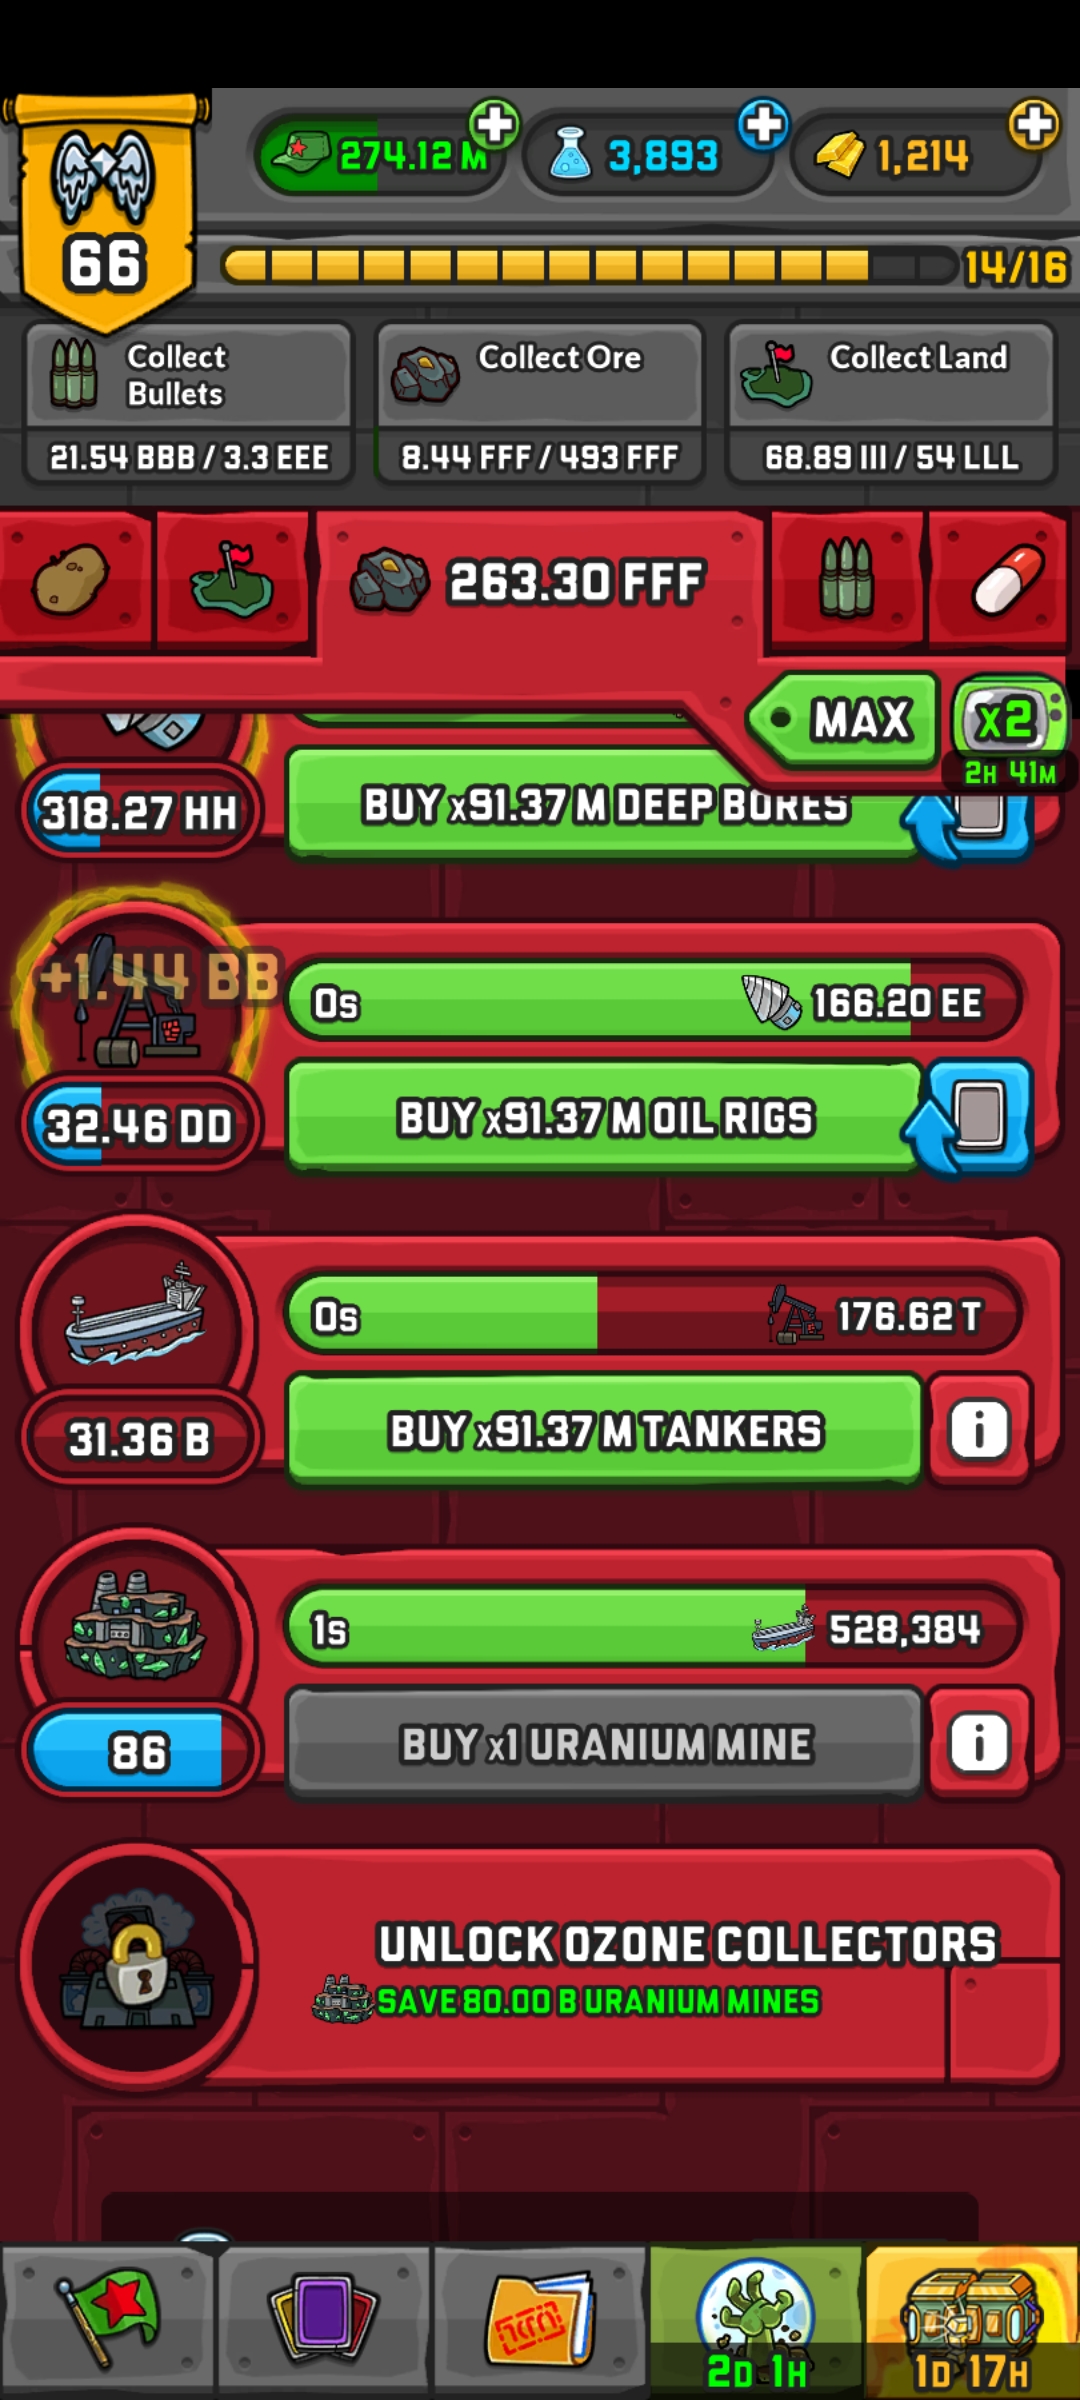 274.12 M
3,893
1,214
66
14/16
Collect
Bullets
21.54 BBB / 3.3 EEE
Collect Ore
8.44 FFF / 493 FFF
Collect Land
68.89 III / 54 LLL
263.30 FFF
MAX
x2
2H 41M
318.27 HH
BUY x91.37 M DEEP BORES
+1.44 BB
0s
166.20 EE
32.46 DD
BUY x91.37 M OIL RIGS
0s
176.62 T
31.36 B
BUY x91.37 M TANKERS
i
1s
528,384
86
BUY x1 URANIUM MINE
i
UNLOCK OZONE COLLECTORS
SAVE 80.00 B URANIUM MINES
2D 1H
1D 17H